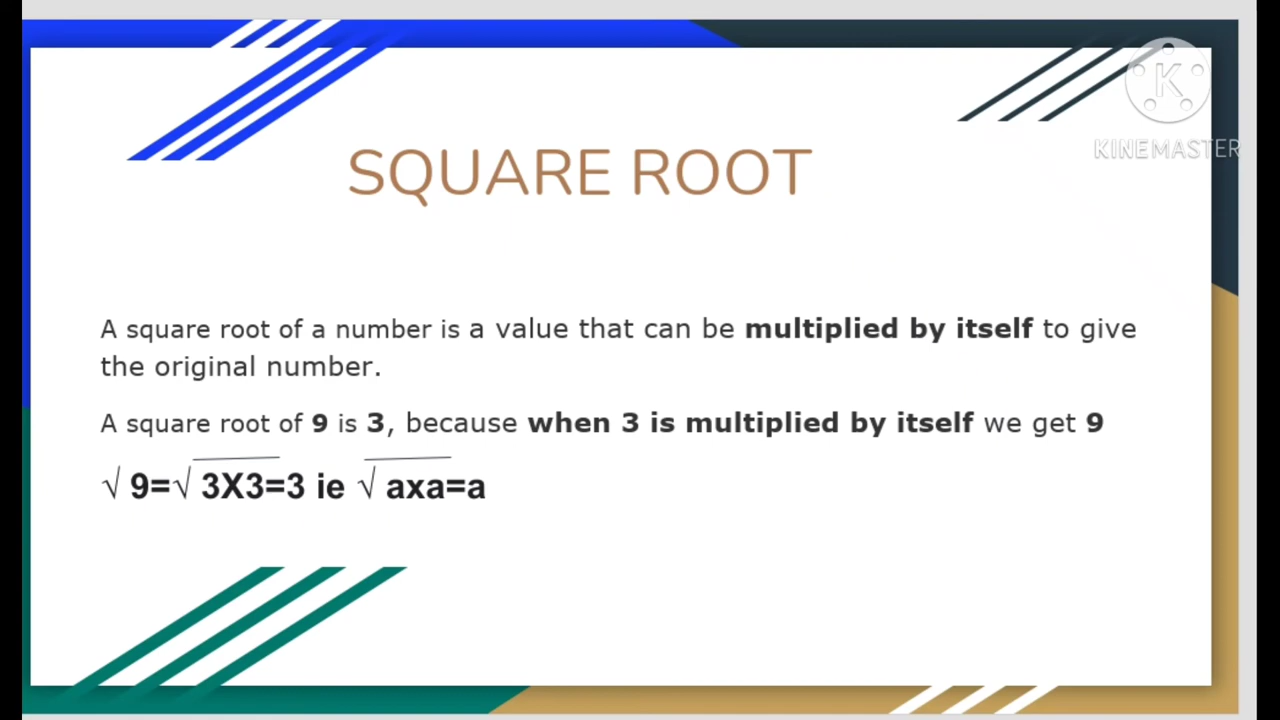 K
KINEMASTER
SQUARE ROOT
A square root of a number is a value that can be multiplied by itself to give
the original number.
A square root of 9 is 3, because when 3 is multiplied by itself we get 9
√ 9=√ 3X3=3 ie √ axa=a